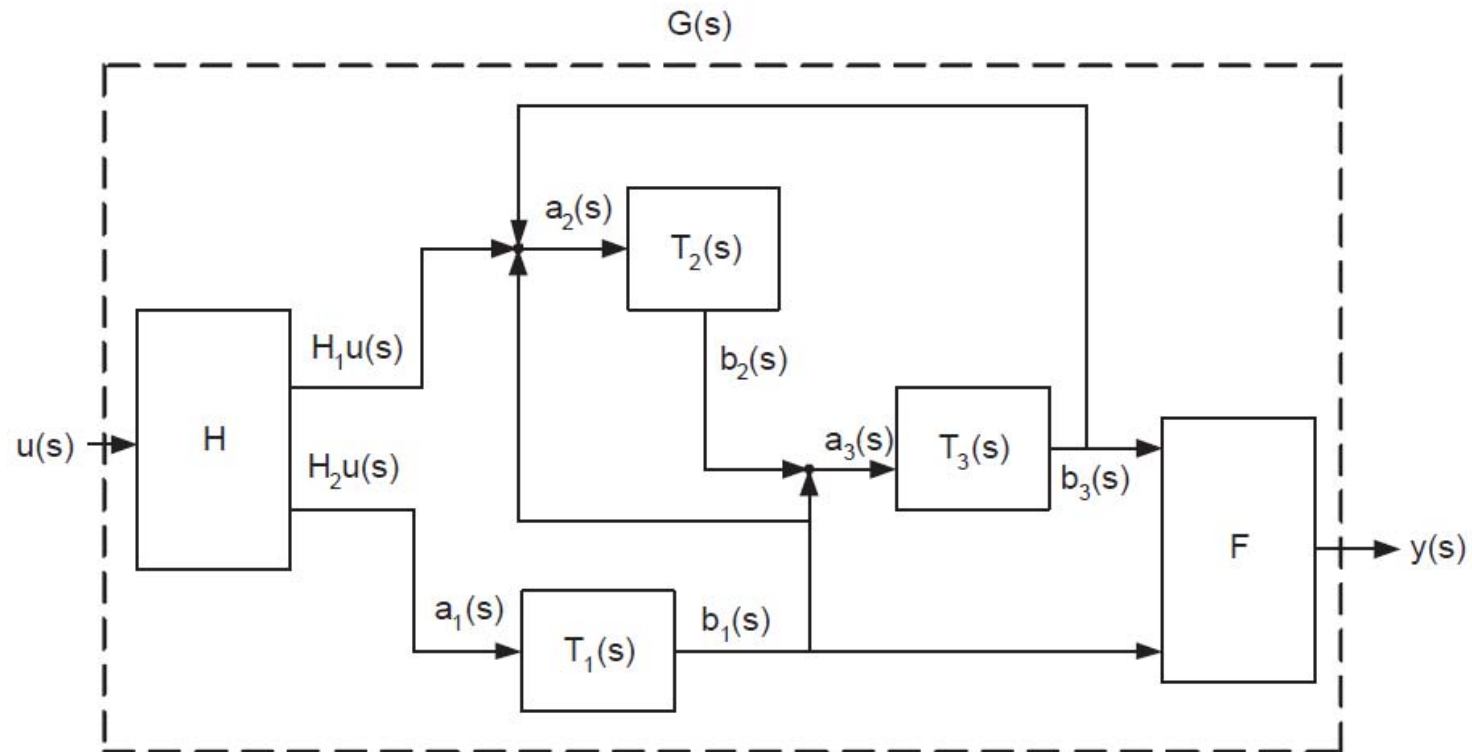 G(s)
a₂(s)
T₂(s)
H₁u(s)
b₂(s)
u(s)
H
a₃(s)
T₃(s)
b₃(s)
H₂u(s)
F
y(s)
a₁(s)
T₁(s)
b₁(s)